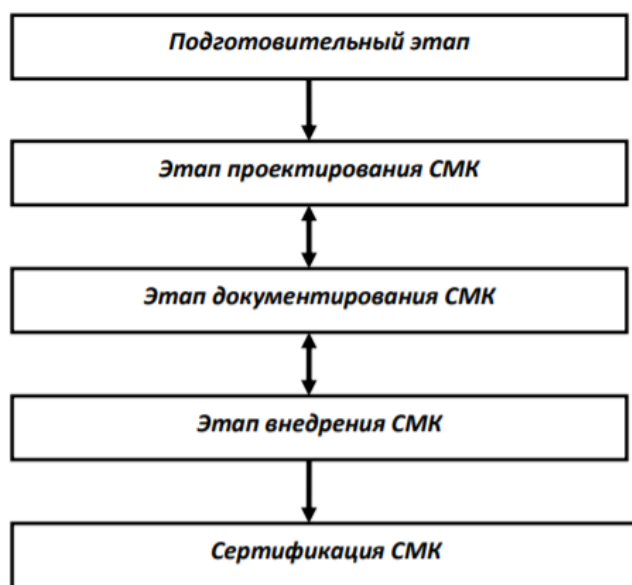 Подготовительный этап
Этап проектирования СМК
Этап документирования СМК
Этап внедрения СМК
Сертификация СМК